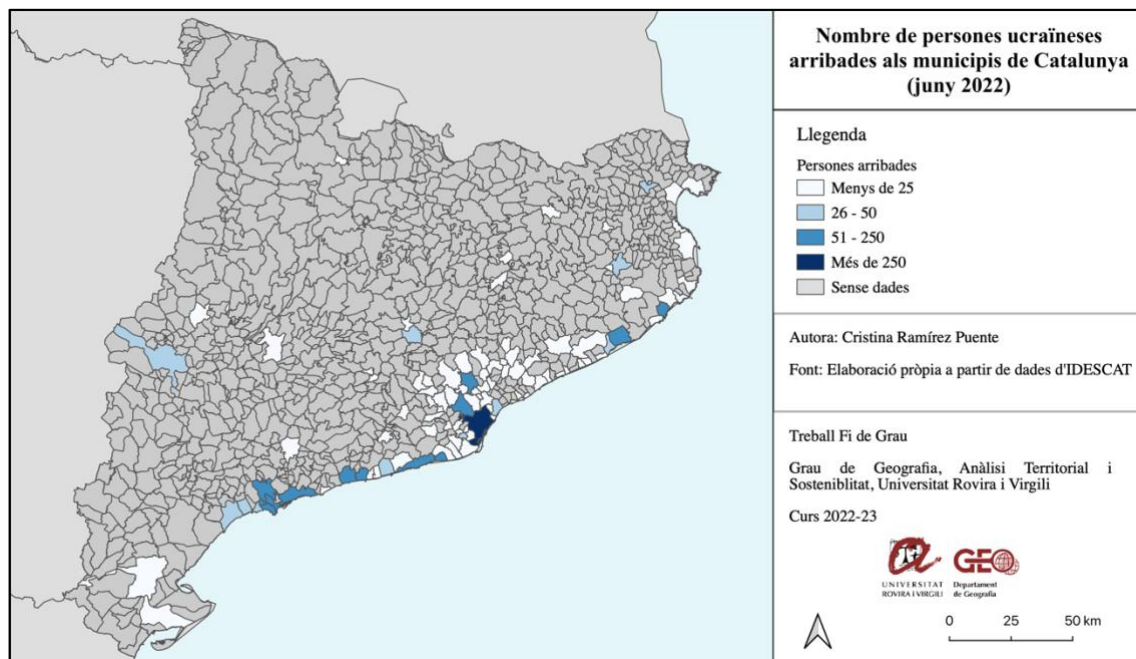 Nombre de persones ucraïneses
arribades als municipis de Catalunya
(juny 2022)
Llegenda
Persones arribades
Menys de 25
26 - 50
51 - 250
Més de 250
Sense dades
Autora: Cristina Ramírez Puente
Font: Elaboració pròpia a partir de dades d'IDESCAT
Treball Fi de Grau
Grau de Geografia, Anàlisi Territorial i
Sosteniblitat, Universitat Rovira i Virgili
Curs 2022-23
GEO
UNIVERSITAT
ROVIRA I VIRGILI
Departament
de Geografia
0 25 50 km